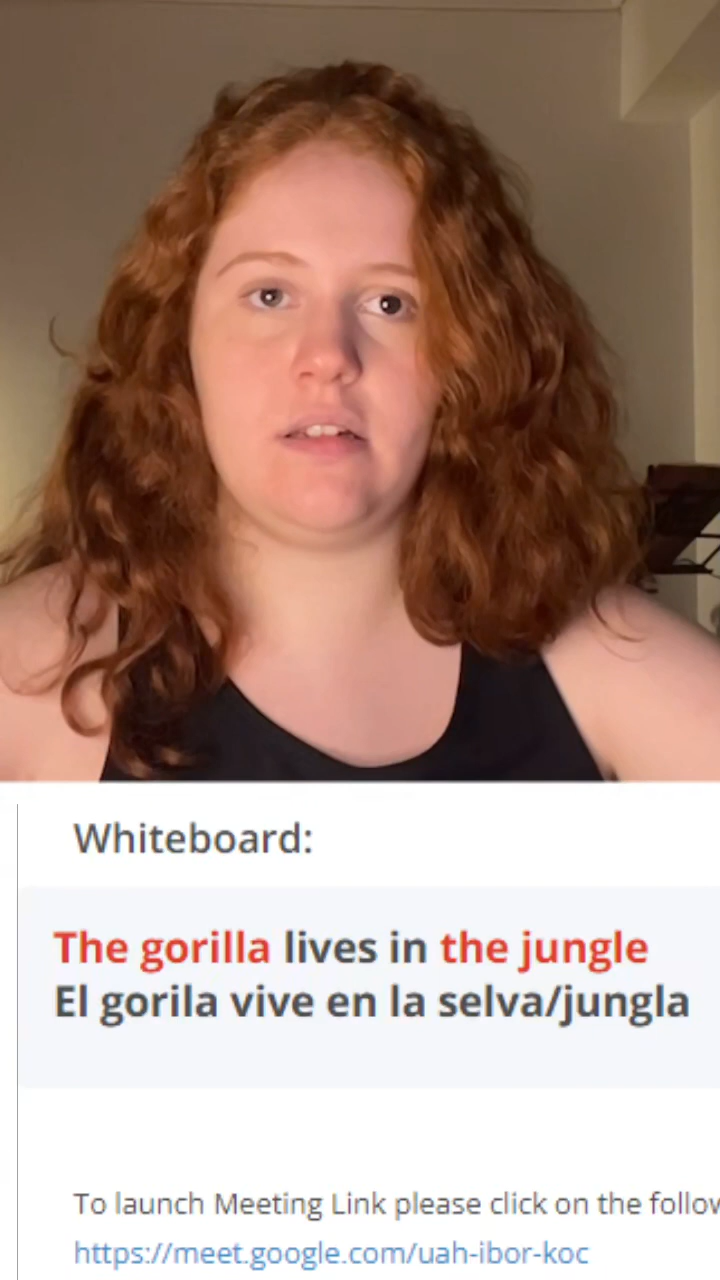 Whiteboard:
The gorilla lives in the jungle
El gorila vive en la selva/jungla
To launch Meeting Link please click on the follow
https://meet.google.com/uah-ibor-koc